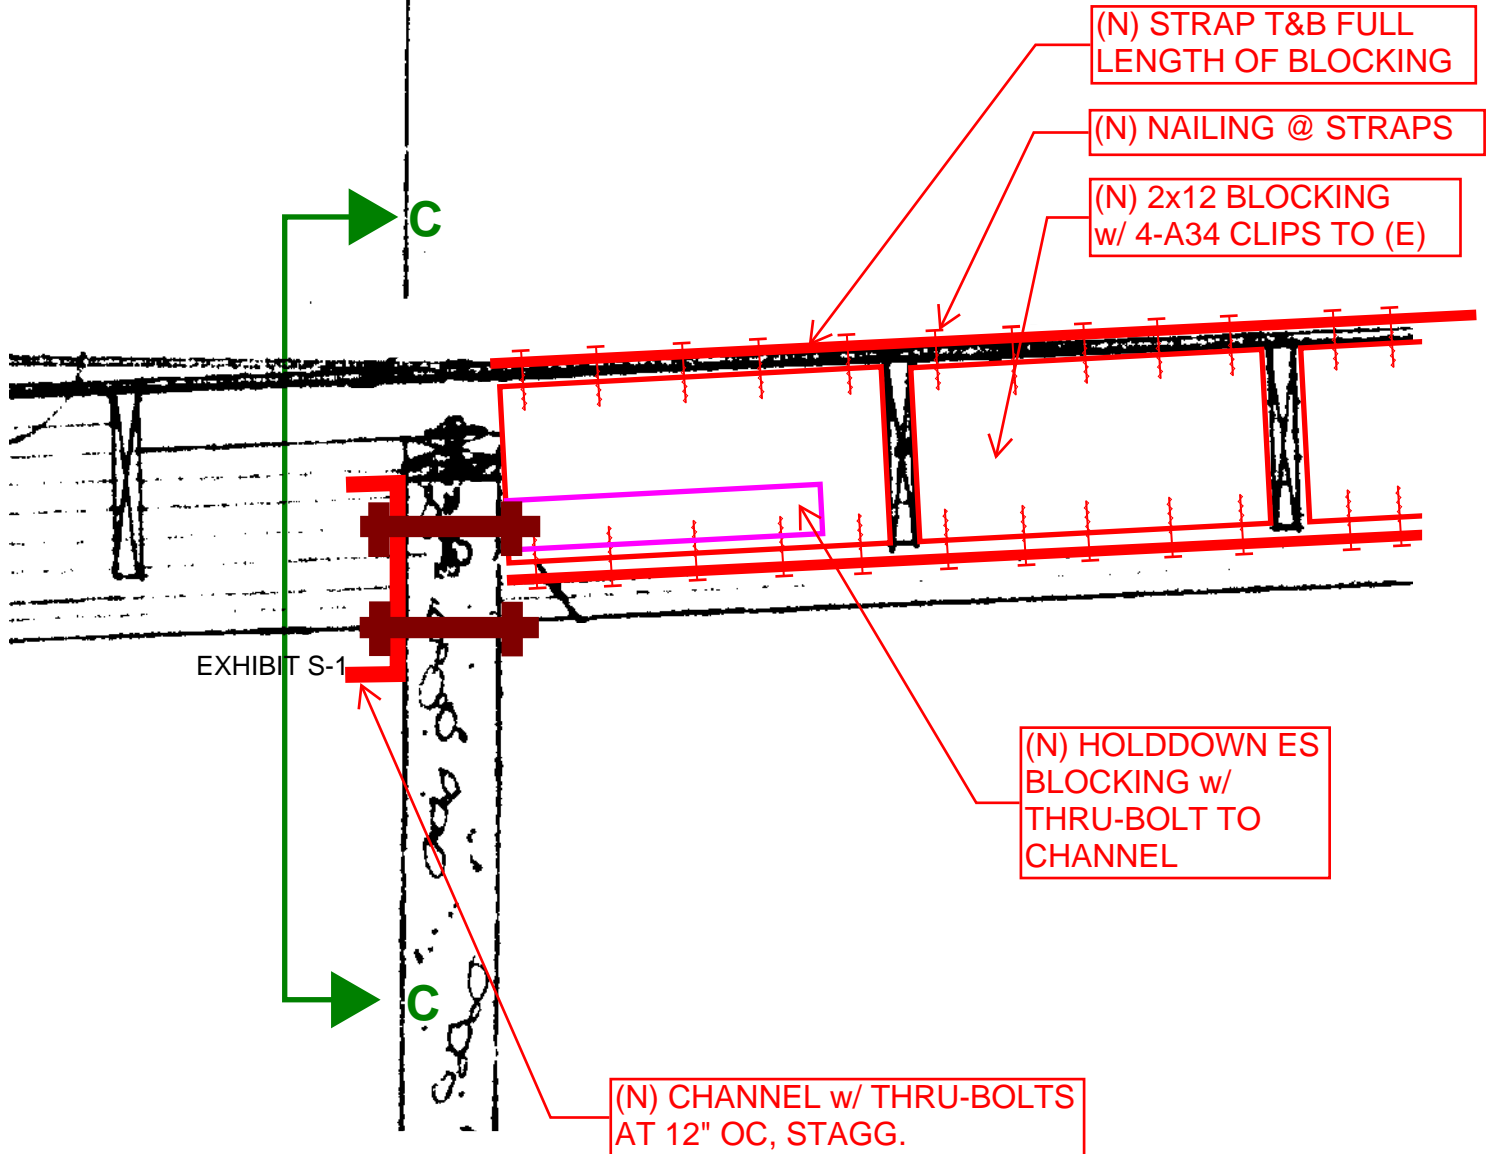 (N) STRAP T&B FULL
LENGTH OF BLOCKING
(N) NAILING @ STRAPS
(N) 2x12 BLOCKING
w/ 4-A34 CLIPS TO (E)
C
EXHIBIT S-1
(N) HOLDDOWN ES
BLOCKING w/
THRU-BOLT TO
CHANNEL
C
(N) CHANNEL w/ THRU-BOLTS
AT 12" OC, STAGG.